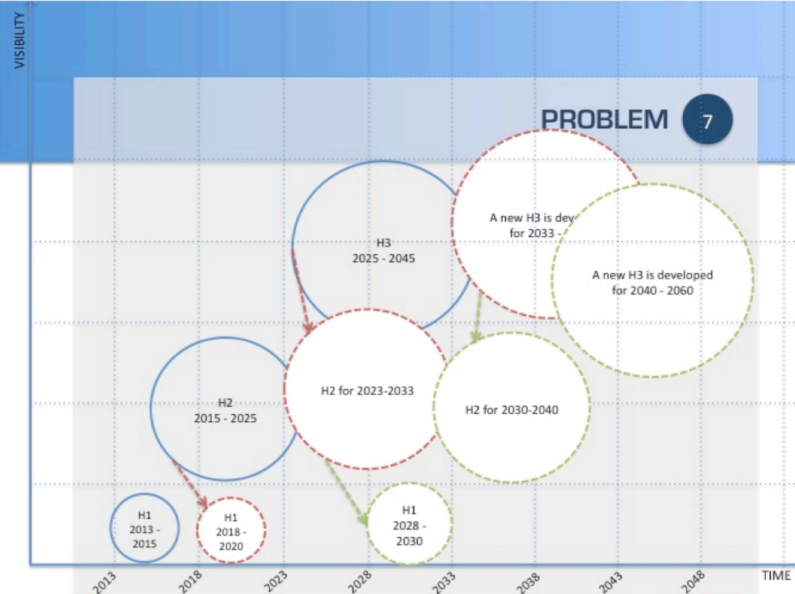 VISIBILITY
PROBLEM 7
A new H3 is dev
for 2033 -
H3
2025 - 2045
A new H3 is developed
for 2040 - 2060
H2 for 2023-2033
H2
2015 - 2025
H2 for 2030-2040
H1
2013 -
2015
H1
2018 -
2020
H1
2028 -
2030
2013
2018
2023
2028
2033
2038
2043
2048
TIME